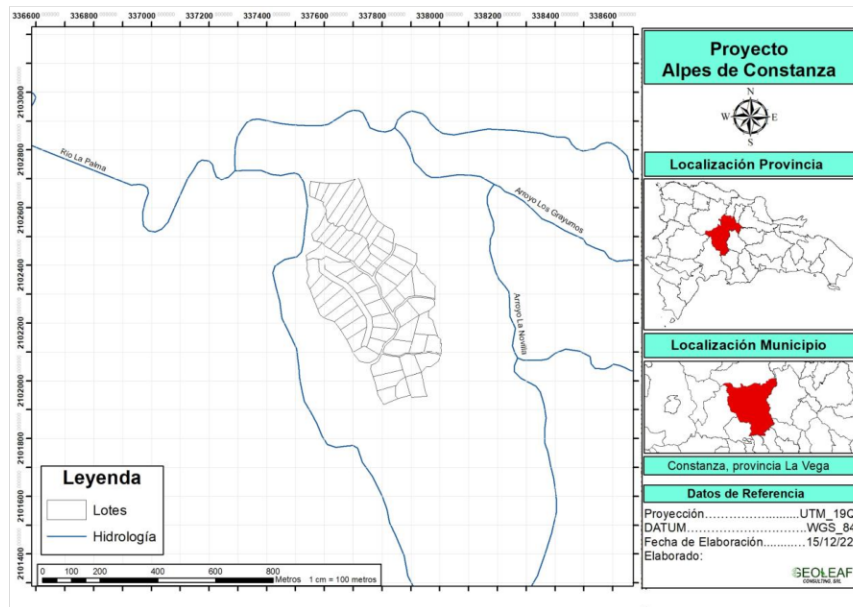 336600 336800 337000 337200 337400 337600 337800 338000 338200 338400 338600
2103000
2102800
2102600
2102400
2102200
2102000
2101800
2101600
2101400
Río La Palma
Arroyo Los Grayumos
Arroyo La Novilla
Leyenda
Lotes
Hidrología
0 100 200 400 600 800
Metros 1 cm = 100 metros
Proyecto
Alpes de Constanza
N
W E
S
Localización Provincia
Localización Municipio
Constanza, provincia La Vega
Datos de Referencia
Proyección.......................UTM_19Q
DATUM.............................WGS_84
Fecha de Elaboración..........15/12/22
Elaborado:
GEOLEAF
CONSULTING, SRL